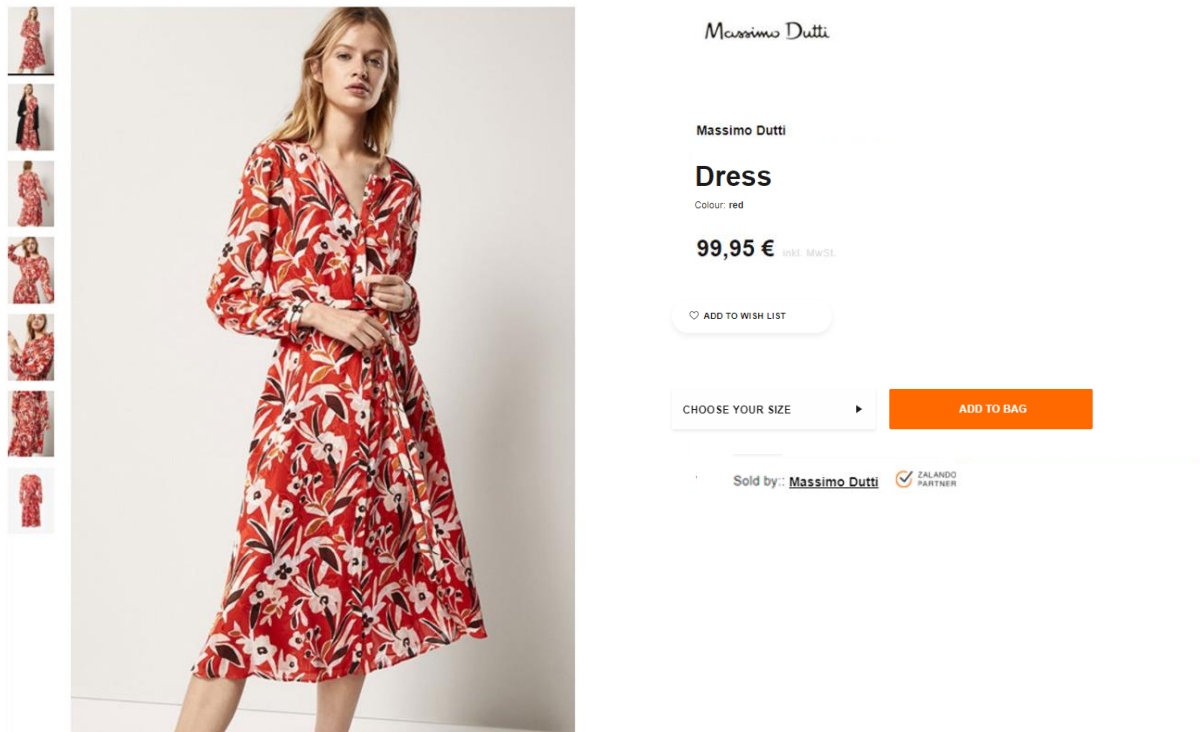 Massimo Dutti
Massimo Dutti
Dress
Colour: red
99,95 € inkl. MwSt.
♡ ADD TO WISH LIST
CHOOSE YOUR SIZE ▶
ADD TO BAG
Sold by:: Massimo Dutti
ZALANDO
PARTNER